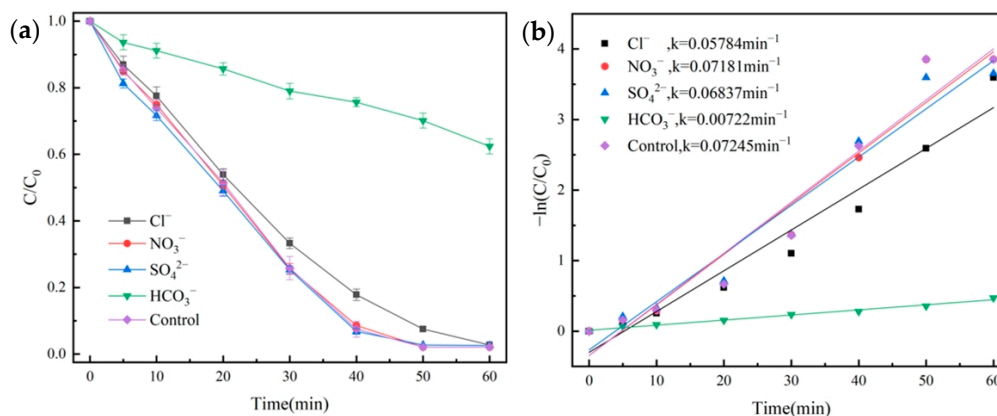 (a)
1.0
0.8
0.6
0.4
0.2
0.0
C/C₀
Cl⁻
NO₃⁻
SO₄²⁻
HCO₃⁻
Control
0 10 20 30 40 50 60
Time(min)
(b)
4
3
2
1
0
−1
−ln(C/C₀)
Cl⁻ ,k=0.05784min⁻¹
NO₃⁻ ,k=0.07181min⁻¹
SO₄²⁻ ,k=0.06837min⁻¹
HCO₃⁻,k=0.00722min⁻¹
Control,k=0.07245min⁻¹
0 10 20 30 40 50 60
Time(min)